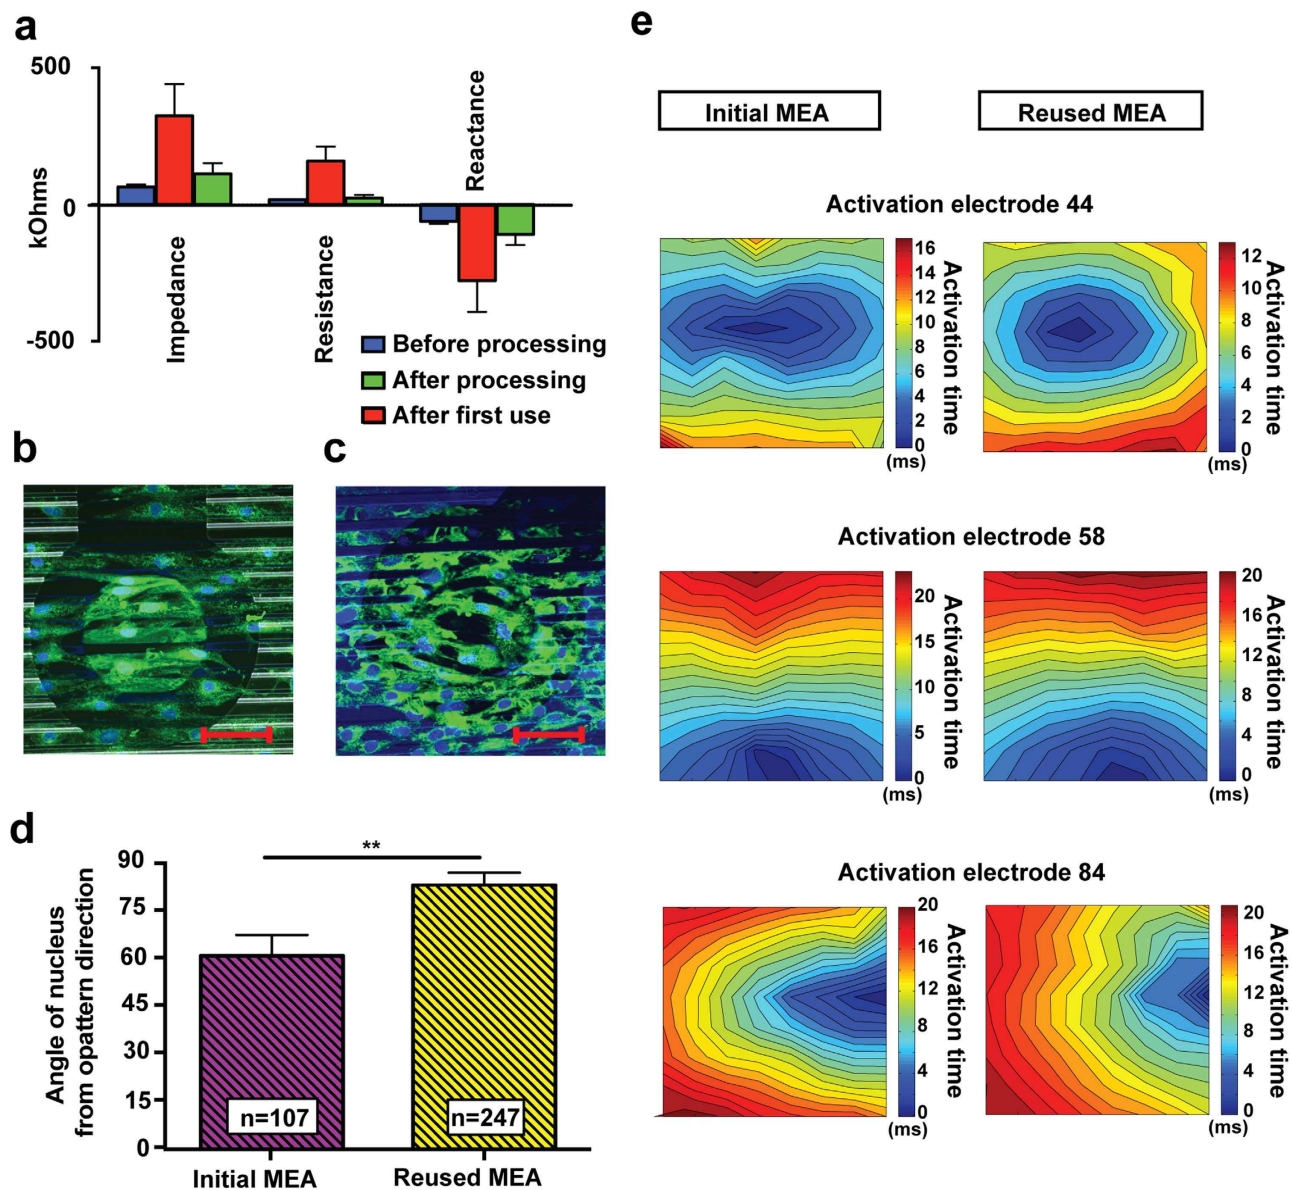 a
500
0
-500
kOhms
Impedance
Resistance
Reactance
Before processing
After processing
After first use
b
c
d
90
75
60
45
30
15
0
Angle of nucleus
from opattern direction
**
n=107
n=247
Initial MEA
Reused MEA
e
Initial MEA
Reused MEA
Activation electrode 44
16
14
12
10
8
6
4
2
0
(ms)
Activation time
12
10
8
6
4
2
0
(ms)
Activation time
Activation electrode 58
20
15
10
5
0
(ms)
Activation time
20
16
12
8
4
0
(ms)
Activation time
Activation electrode 84
20
16
12
8
4
0
(ms)
Activation time
20
16
12
8
4
0
(ms)
Activation time